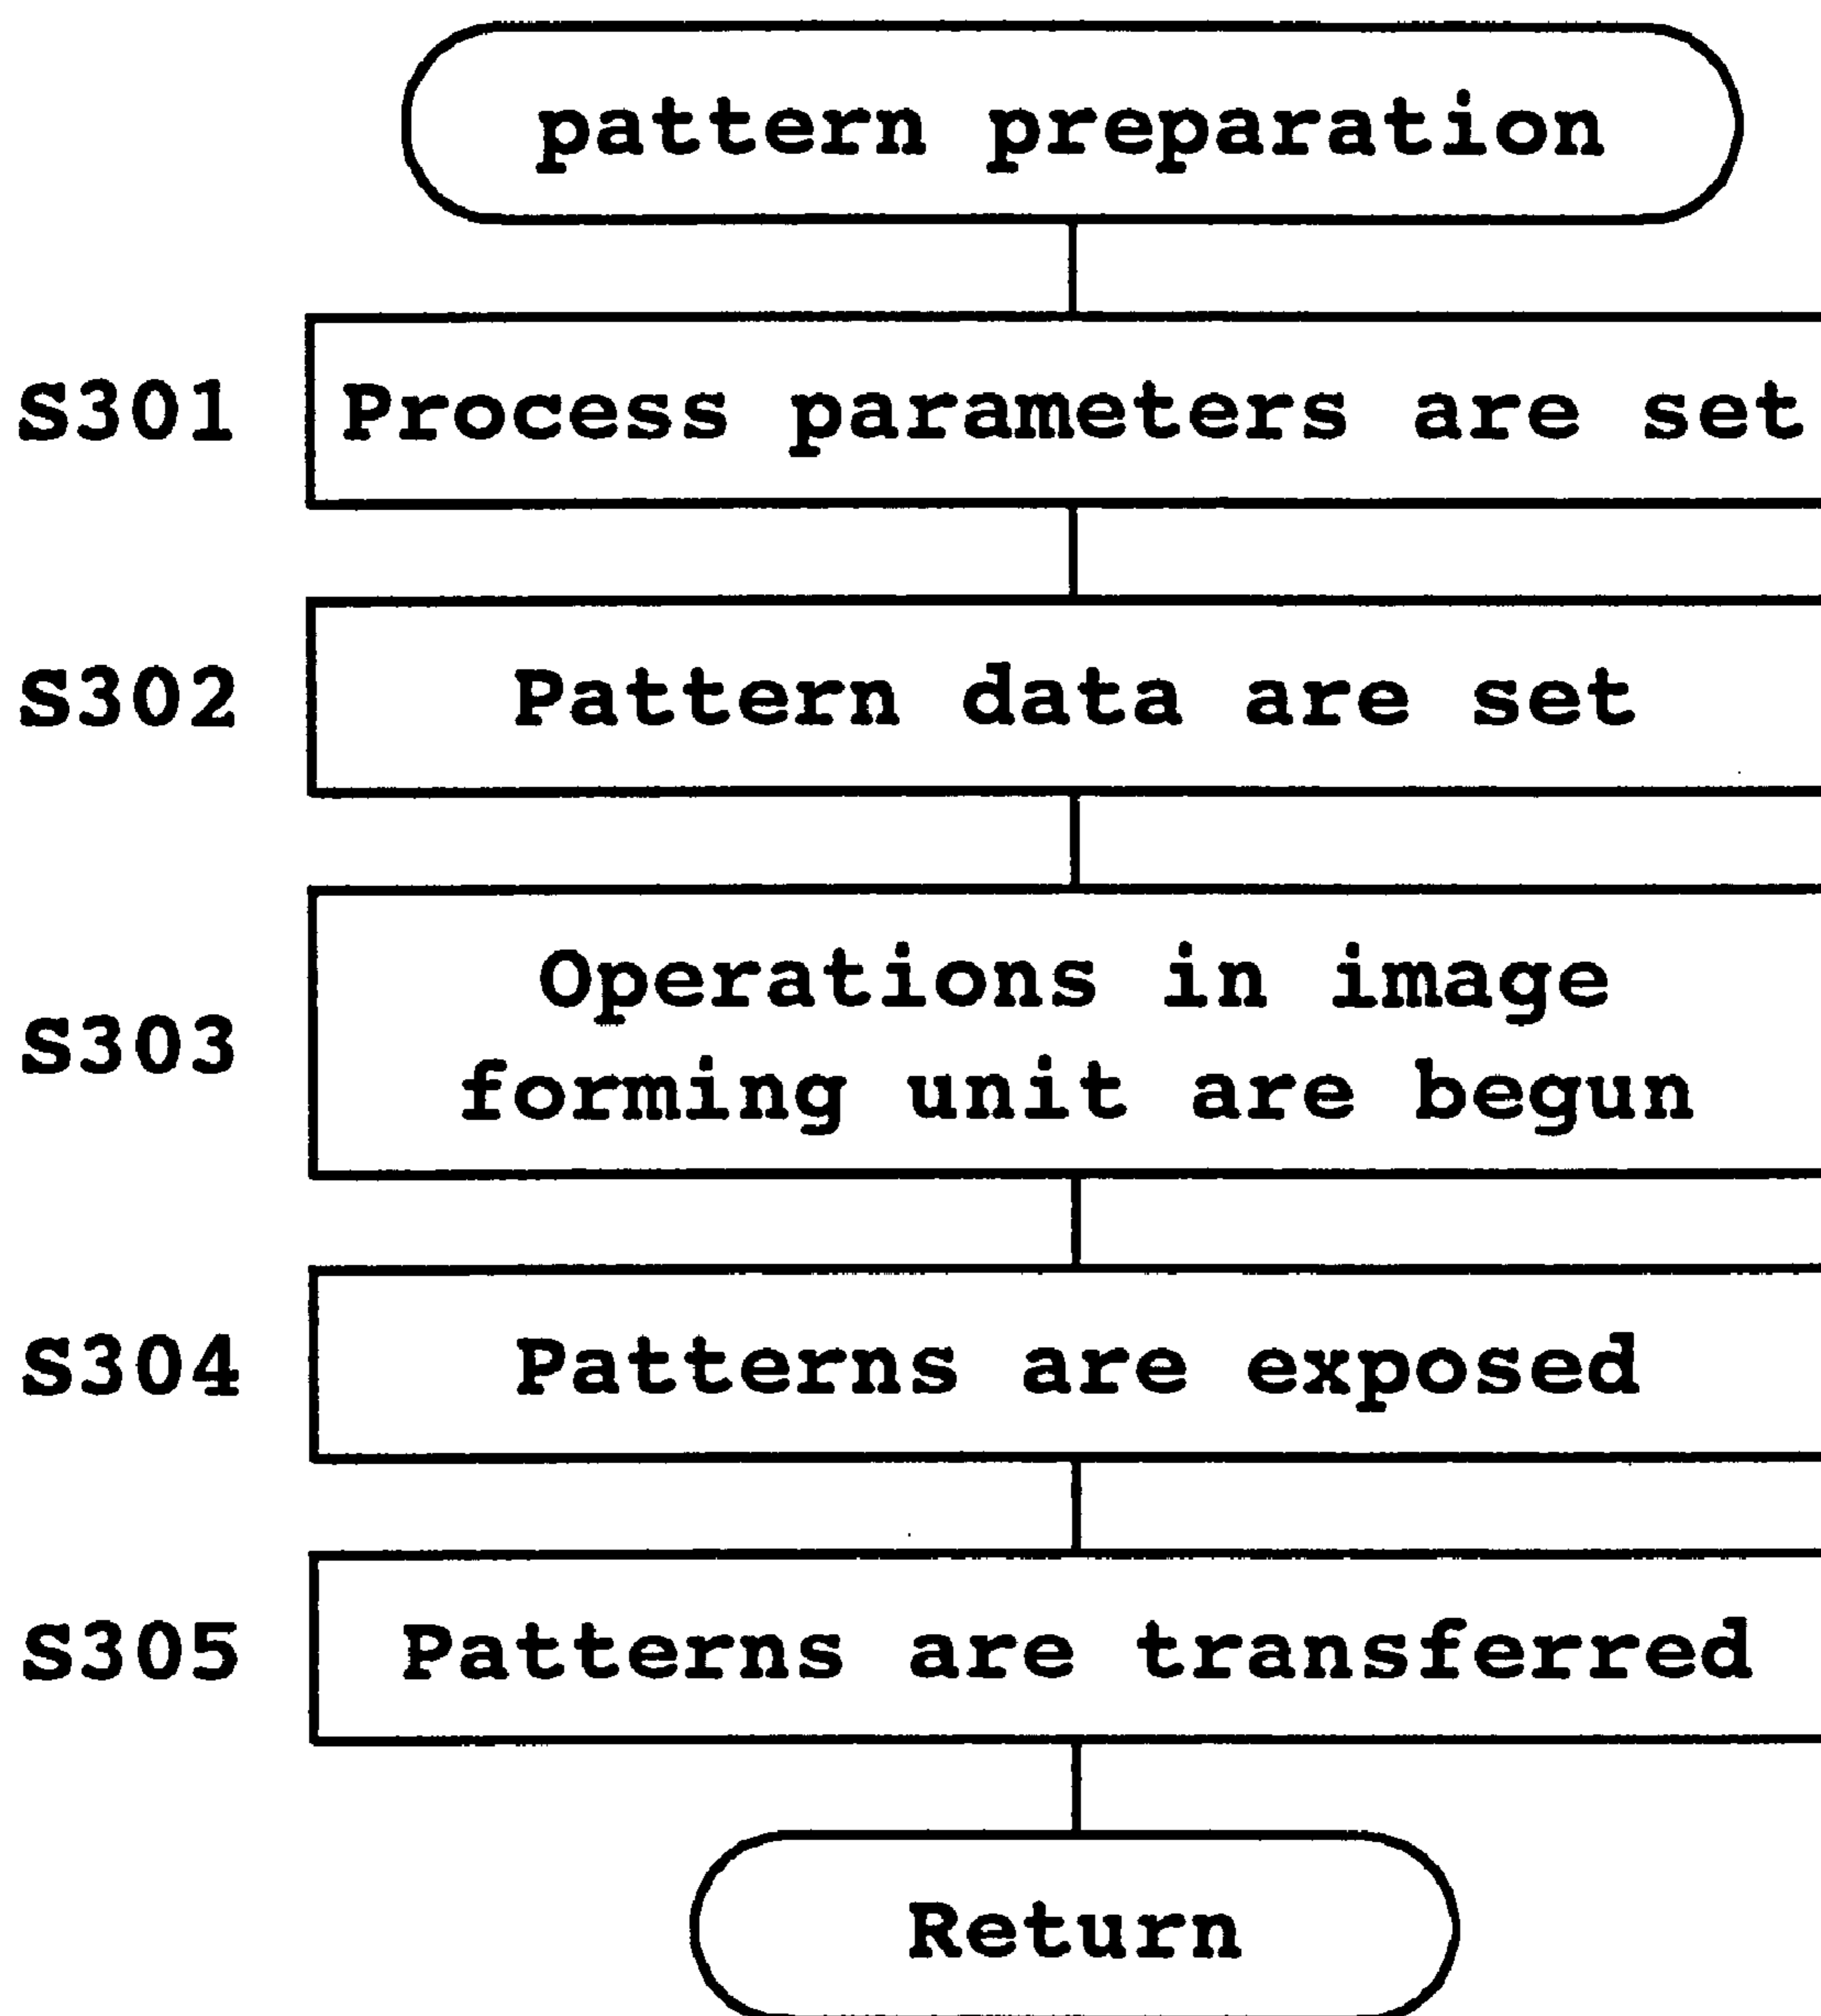 pattern preparation
S301 Process parameters are set
S302 Pattern data are set
Operations in image
S303
forming unit are begun
S304 Patterns are exposed
S305 Patterns are transferred
Return